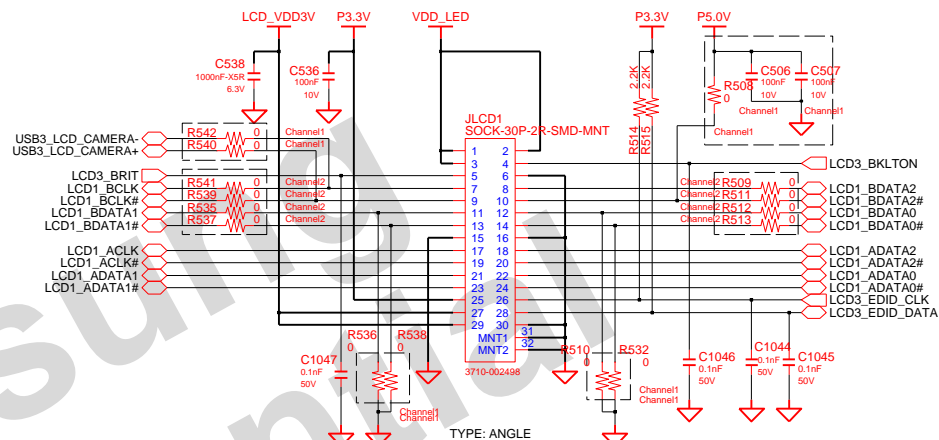 LCD_VDD3V
P3.3V
VDD_LED
P3.3V
P5.0V
C538
1000nF-X5R
6.3V
C536
100nF
10V
2.2K
2.2K
R514
R515
R508
0
Channel1
C506
100nF
10V
Channel1
C507
100nF
10V
JLCD1
SOCK-30P-2R-SMD-MNT
USB3_LCD_CAMERA-
USB3_LCD_CAMERA+
R542
0
Channel1
R540
0
LCD3_BRIT
LCD1_BCLK
LCD1_BCLK#
LCD1_BDATA1
LCD1_BDATA1#
R541
0
Channel2
R539
0
Channel2
R535
0
Channel2
R537
0
Channel2
LCD1_ACLK
LCD1_ACLK#
LCD1_ADATA1
LCD1_ADATA1#
1 2
3 4
5 6
7 8
9 10
11 12
13 14
15 16
17 18
19 20
21 22
23 24
25 26
27 28
29 30
MNT1 31
MNT2 32
3710-002498
LCD3_BKLTON
Channel2
R509
0
R511
0
Channel2
R512
0
Channel2
R513
0
LCD1_BDATA2
LCD1_BDATA2#
LCD1_BDATA0
LCD1_BDATA0#
LCD1_ADATA2
LCD1_ADATA2#
LCD1_ADATA0
LCD1_ADATA0#
LCD3_EDID_CLK
LCD3_EDID_DATA
C1047
0.1nF
50V
R536
0
R538
0
Channel1
Channel1
R510
0
R532
0
Channel1
Channel1
C1046
0.1nF
50V
C1044
0.1nF
50V
C1045
0.1nF
50V
TYPE: ANGLE
sung
ential